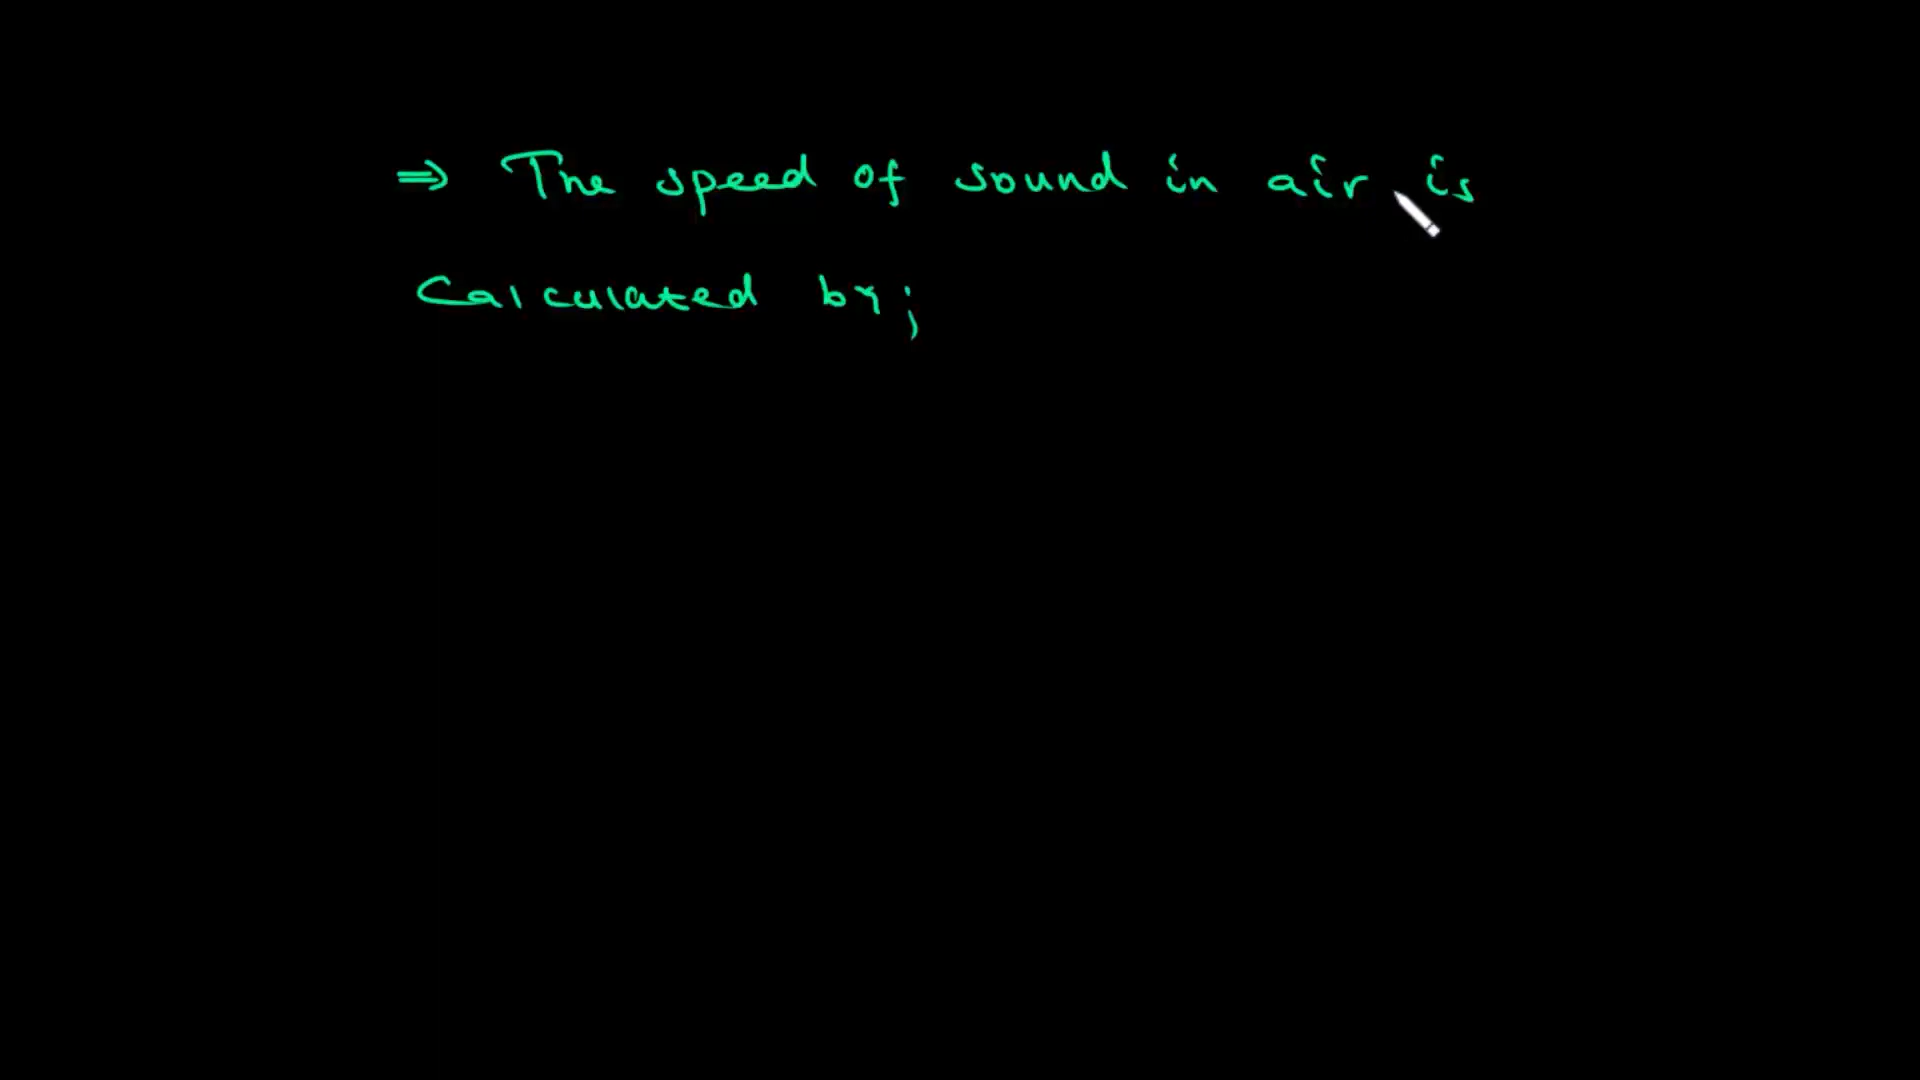 ⇒ The speed of sound in air is
Calculated by;